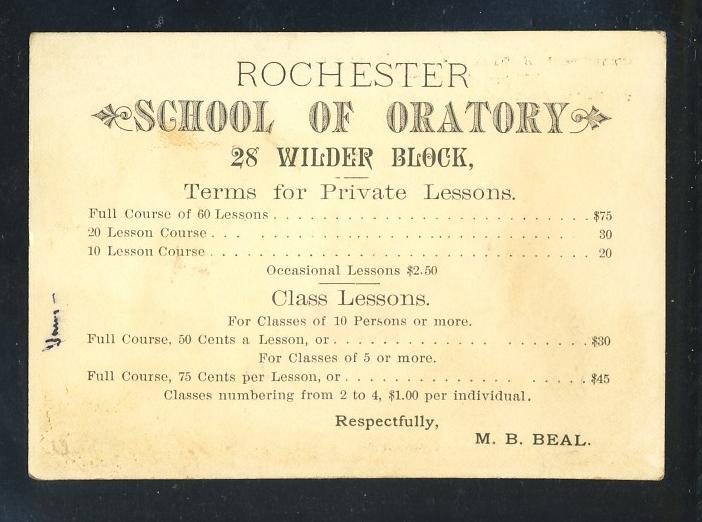 ROCHESTER
SCHOOL OF ORATORY
28 WILDER BLOCK,
Terms for Private Lessons.
Full Course of 60 Lessons . . . . . . . . . . . . . . . . . . . . . . . . $75
20 Lesson Course . . . . . . . . . . . . . . . . . . . . . . . . . . . . 30
10 Lesson Course . . . . . . . . . . . . . . . . . . . . . . . . . . . . 20
Occasional Lessons $2.50
Class Lessons.
For Classes of 10 Persons or more.
Full Course, 50 Cents a Lesson, or . . . . . . . . . . . . . . . . . . . $30
For Classes of 5 or more.
Full Course, 75 Cents per Lesson, or . . . . . . . . . . . . . . . . . . $45
Classes numbering from 2 to 4, $1.00 per individual.
Respectfully,
M. B. BEAL.